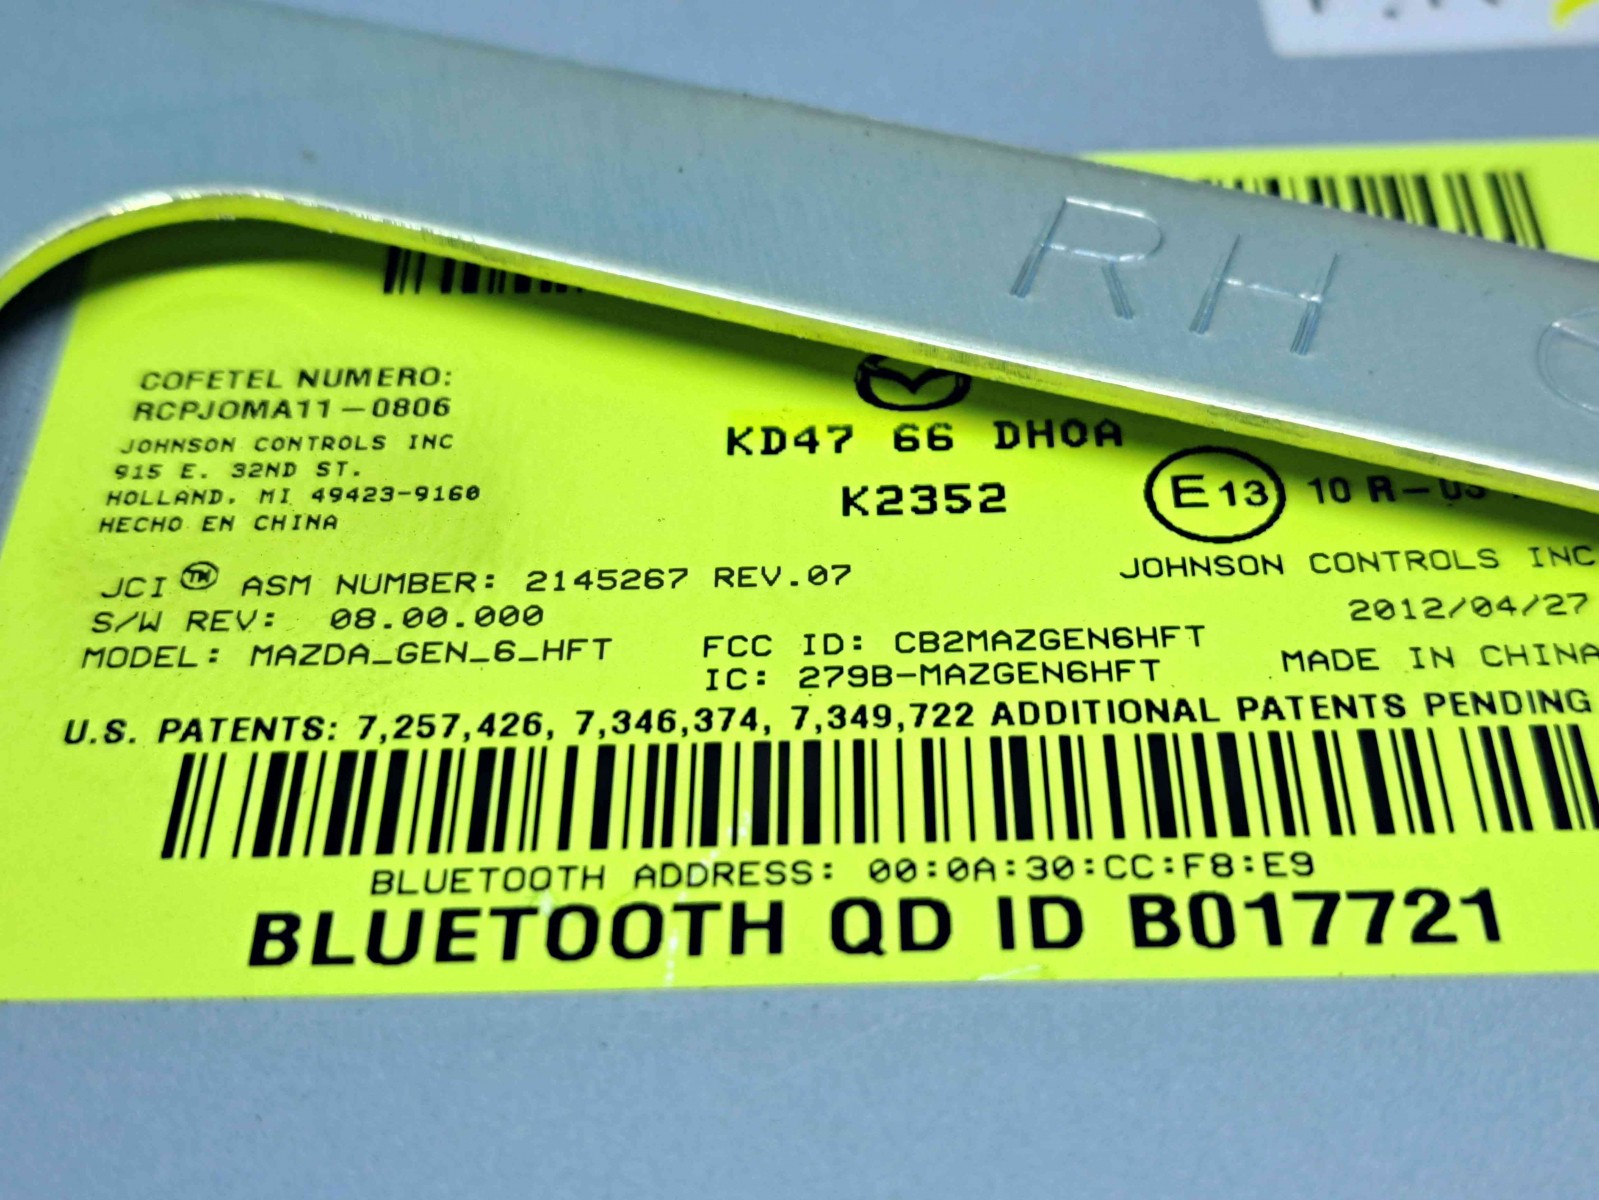 RH
COFETEL NUMERO:
RCPJOMA11-0806
JOHNSON CONTROLS INC
915 E. 32ND ST.
HOLLAND, MI 49423-9160
HECHO EN CHINA
KD47 66 DH0A
K2352
E13 10 R-03
JOHNSON CONTROLS INC
2012/04/27
MADE IN CHINA
JCI TM ASM NUMBER: 2145267 REV.07
S/W REV: 08.00.000
MODEL: MAZDA_GEN_6_HFT
FCC ID: CB2MAZGEN6HFT
IC: 279B-MAZGEN6HFT
U.S. PATENTS: 7,257,426, 7,346,374, 7,349,722 ADDITIONAL PATENTS PENDING
BLUETOOTH ADDRESS: 00:0A:30:CC:F8:E9
BLUETOOTH QD ID B017721